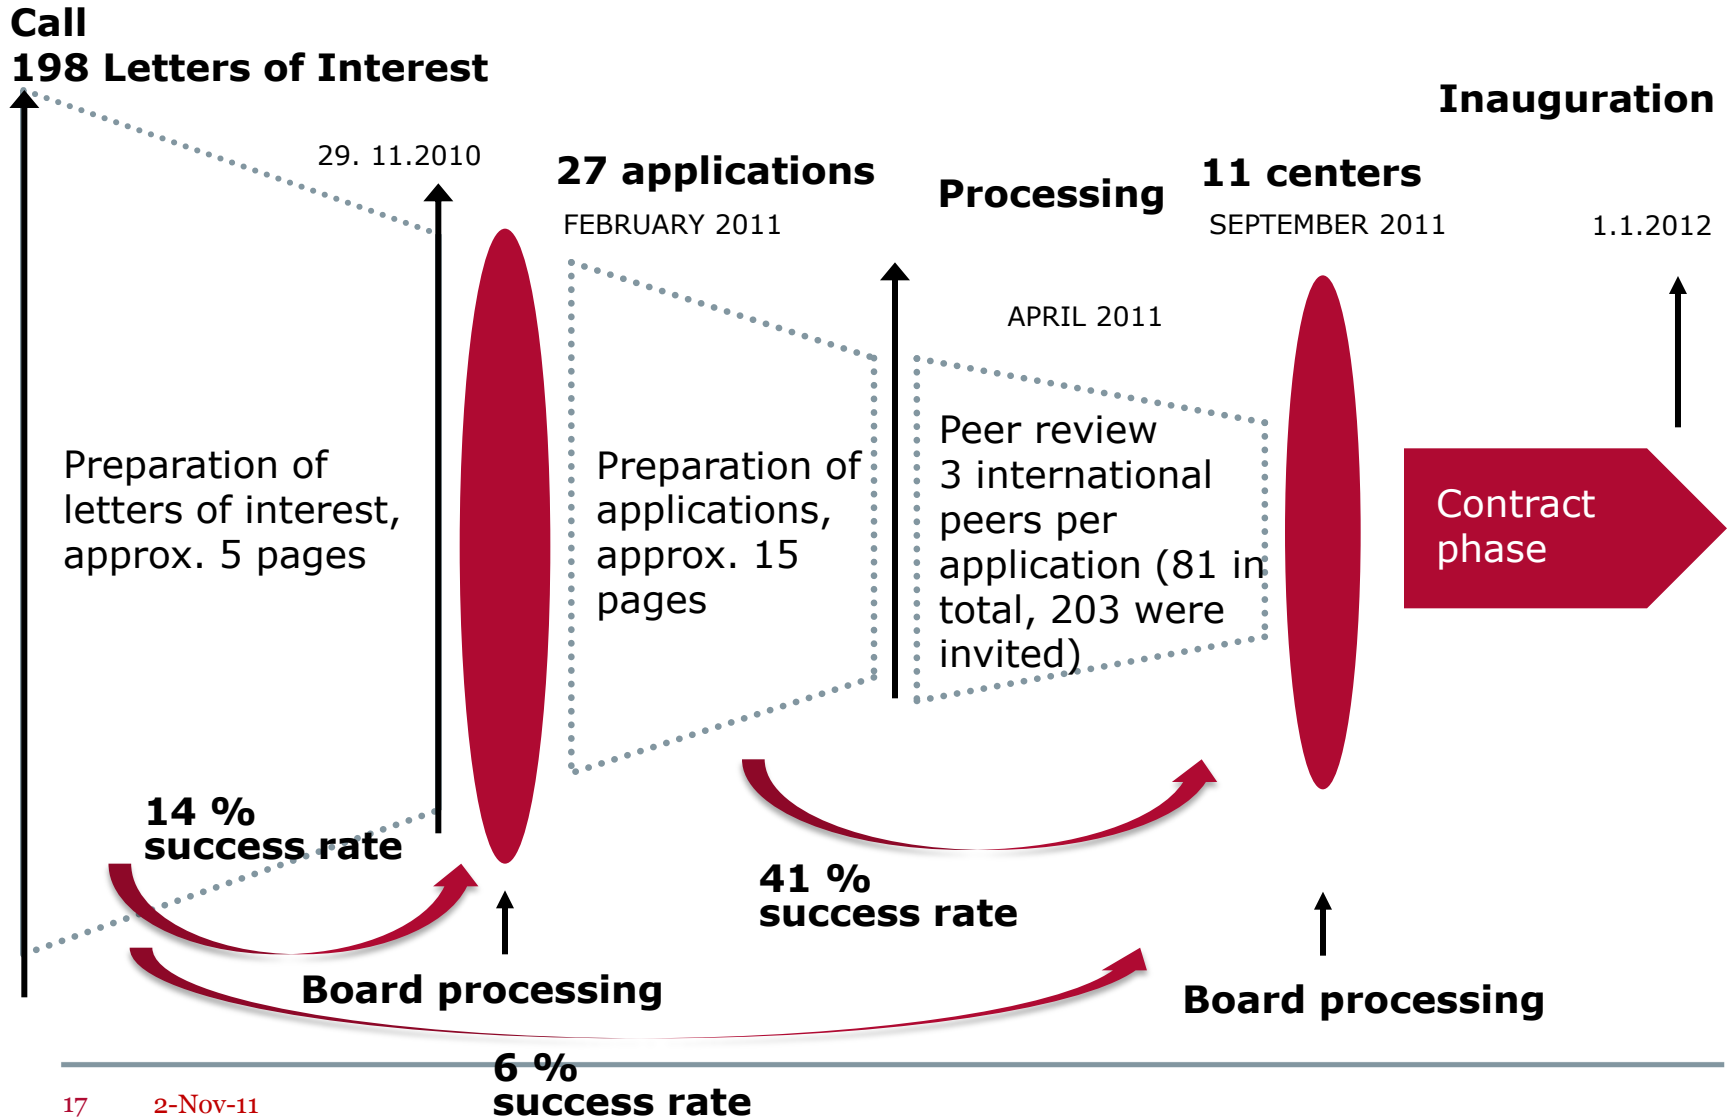 Call
198 Letters of Interest
29. 11.2010
27 applications
FEBRUARY 2011
Processing
APRIL 2011
11 centers
SEPTEMBER 2011
Inauguration
1.1.2012
Preparation of
letters of interest,
approx. 5 pages
Preparation of
applications,
approx. 15
pages
Peer review
3 international
peers per
application (81 in
total, 203 were
invited)
Contract
phase
14 %
success rate
41 %
success rate
Board processing
Board processing
6 %
success rate
17
2-Nov-11